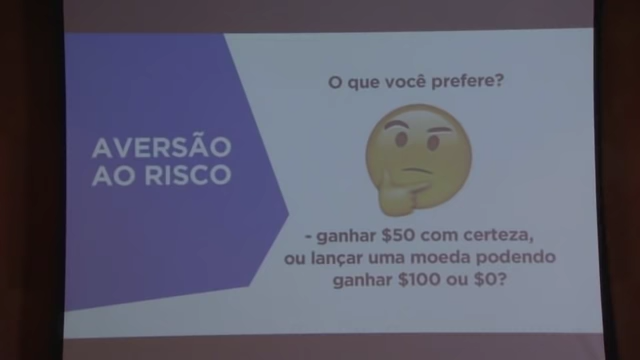 AVERSÃO
AO RISCO
O que você prefere?
- ganhar $50 com certeza,
ou lançar uma moeda podendo
ganhar $100 ou $0?